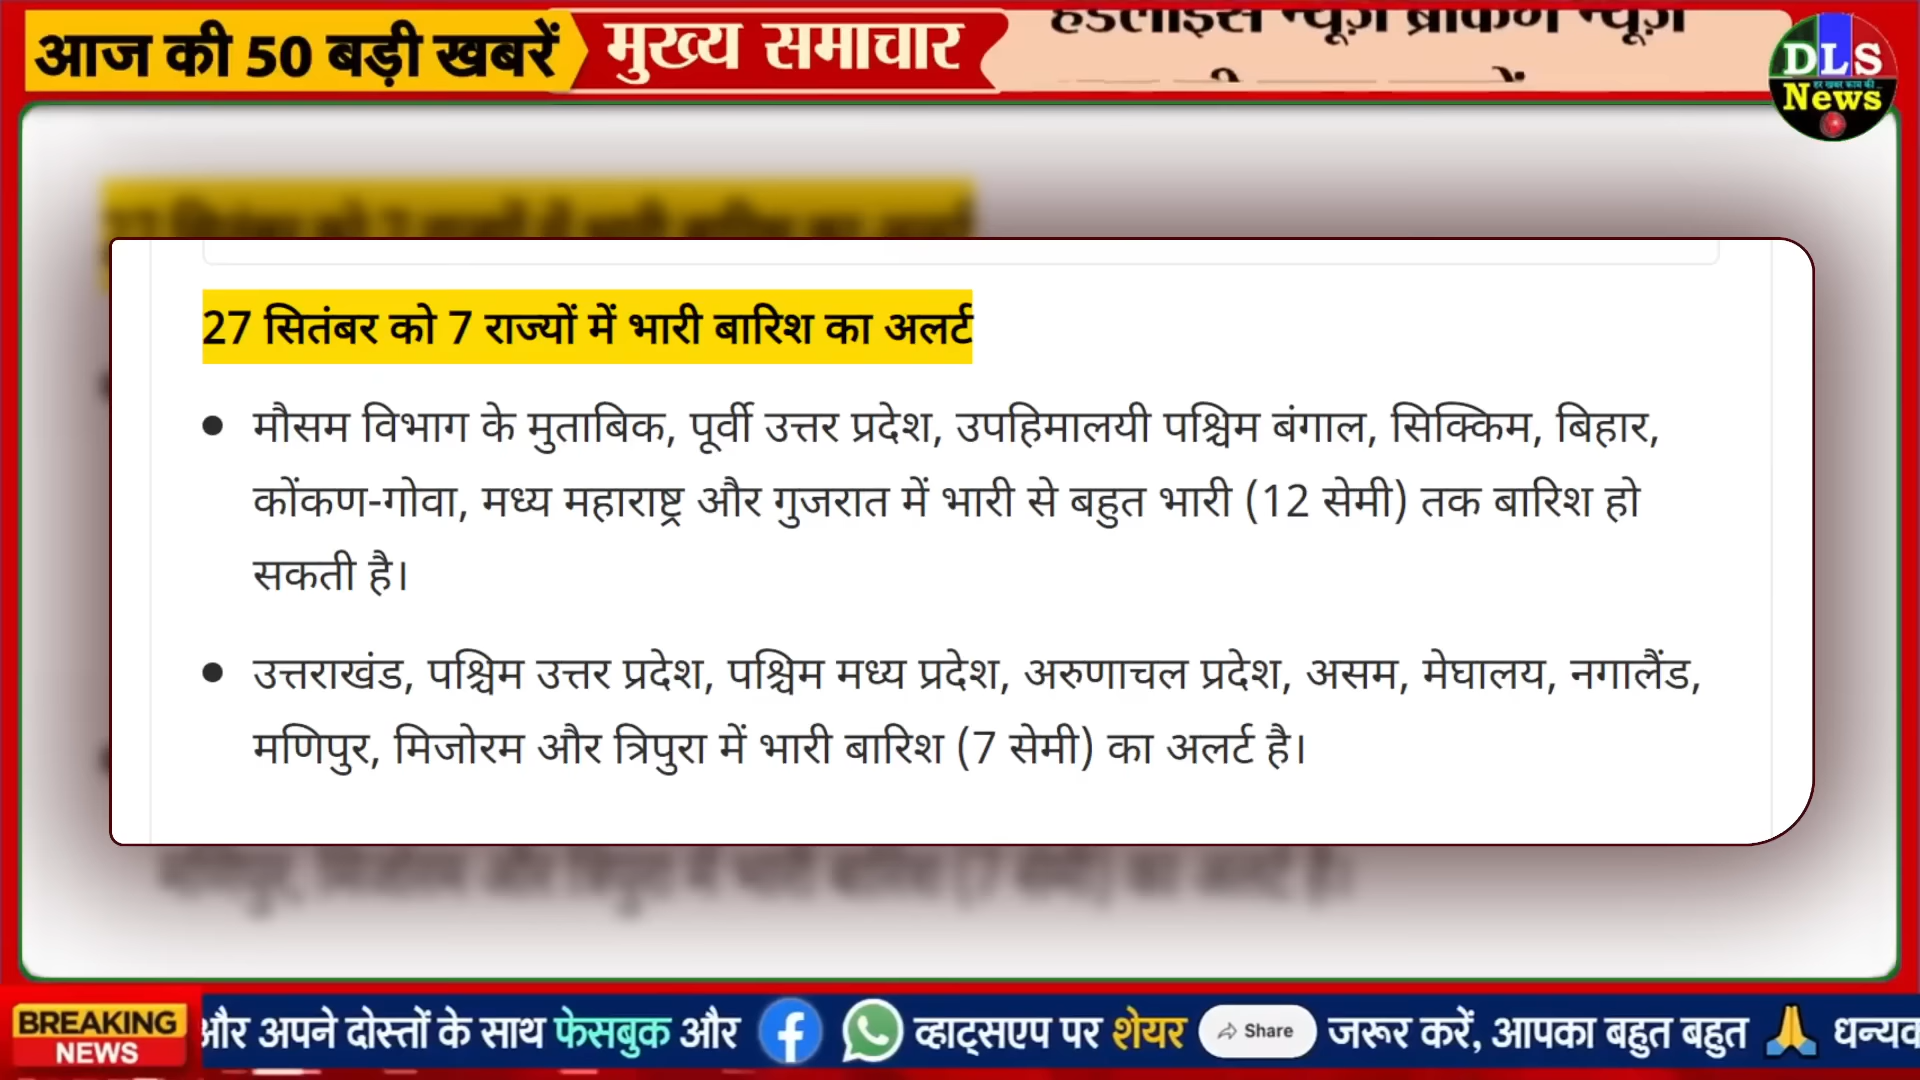 आज की 50 बड़ी खबरें
मुख्य समाचार
हेडलाइंस न्यूज़ ब्रेकिंग न्यूज़
DLS
हर खबर काम की
News
27 सितंबर को 7 राज्यों में भारी बारिश का अलर्ट
• मौसम विभाग के मुताबिक, पूर्वी उत्तर प्रदेश, उपहिमालयी पश्चिम बंगाल, सिक्किम, बिहार,
कोंकण-गोवा, मध्य महाराष्ट्र और गुजरात में भारी से बहुत भारी (12 सेमी) तक बारिश हो
सकती है।
• उत्तराखंड, पश्चिम उत्तर प्रदेश, पश्चिम मध्य प्रदेश, अरुणाचल प्रदेश, असम, मेघालय, नगालैंड,
मणिपुर, मिजोरम और त्रिपुरा में भारी बारिश (7 सेमी) का अलर्ट है।
BREAKING
NEWS
और अपने दोस्तों के साथ फेसबुक और व्हाट्सएप पर शेयर Share जरूर करें, आपका बहुत बहुत 🙏